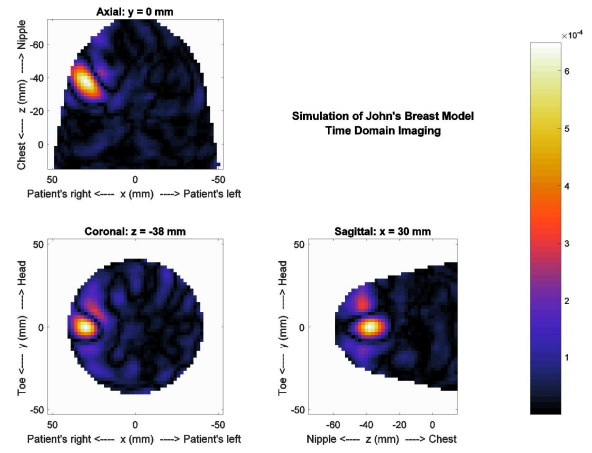 Axial: y = 0 mm
-60
-40
-20
0
Chest <---- z (mm) ----> Nipple
50
0
-50
Patient's right <---- x (mm) ----> Patient's left
Simulation of John's Breast Model
Time Domain Imaging
×10⁻⁴
6
5
4
3
2
1
Coronal: z = -38 mm
50
0
-50
Toe <---- y (mm) ----> Head
50
0
-50
Patient's right <---- x (mm) ----> Patient's left
Sagittal: x = 30 mm
50
0
-50
Toe <---- y (mm) ----> Head
-60
-40
-20
0
Nipple <---- z (mm) ----> Chest